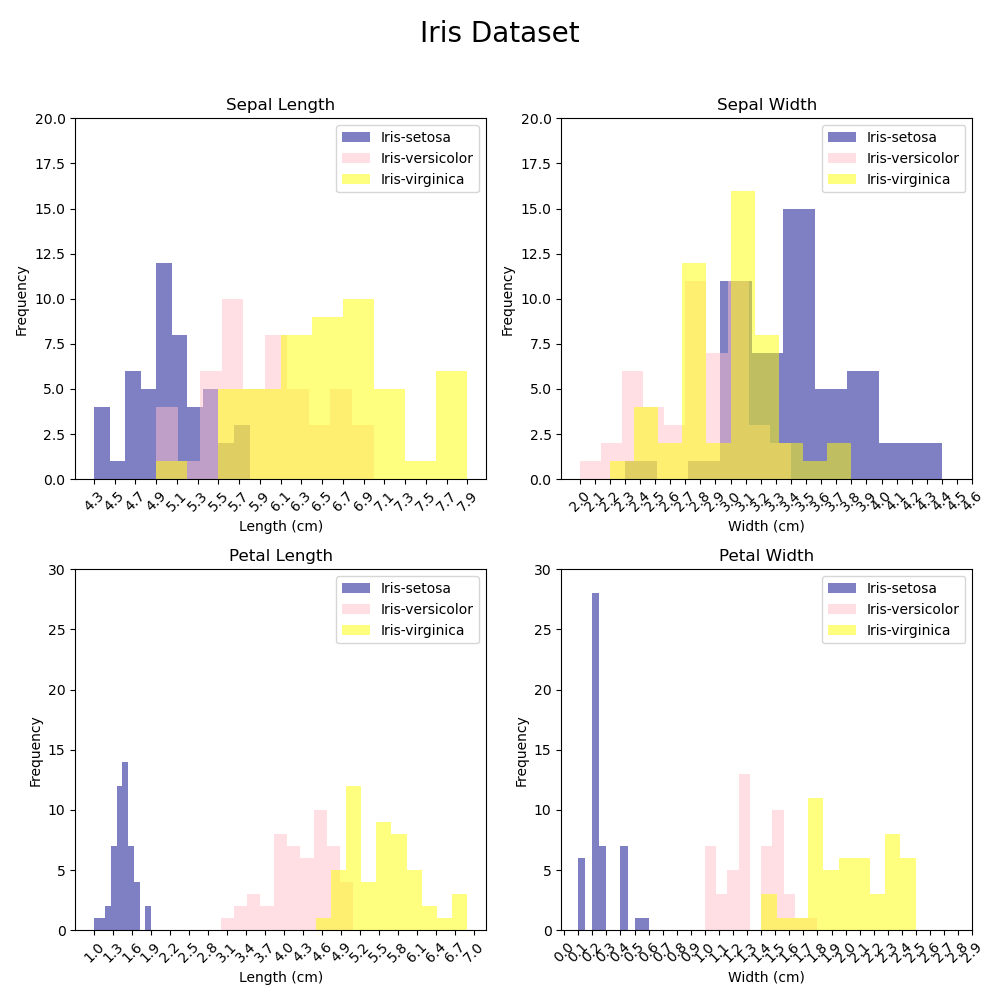 Iris Dataset
Sepal Length
20.0
17.5
15.0
12.5
10.0
7.5
5.0
2.5
0.0
Frequency
Iris-setosa
Iris-versicolor
Iris-virginica
4.3 4.5 4.7 4.9 5.1 5.3 5.5 5.7 5.9 6.1 6.3 6.5 6.7 6.9 7.1 7.3 7.5 7.7 7.9
Length (cm)
Sepal Width
20.0
17.5
15.0
12.5
10.0
7.5
5.0
2.5
0.0
Frequency
Iris-setosa
Iris-versicolor
Iris-virginica
2.0 2.1 2.2 2.3 2.4 2.5 2.6 2.7 2.8 2.9 3.0 3.1 3.2 3.3 3.4 3.5 3.6 3.7 3.8 3.9 4.0 4.1 4.2 4.3 4.4 4.5 4.6
Width (cm)
Petal Length
30
25
20
15
10
5
0
Frequency
Iris-setosa
Iris-versicolor
Iris-virginica
1.0 1.3 1.6 1.9 2.2 2.5 2.8 3.1 3.4 3.7 4.0 4.3 4.6 4.9 5.2 5.5 5.8 6.1 6.4 6.7 7.0
Length (cm)
Petal Width
30
25
20
15
10
5
0
Frequency
Iris-setosa
Iris-versicolor
Iris-virginica
0.0 0.1 0.2 0.3 0.4 0.5 0.6 0.7 0.8 0.9 1.0 1.1 1.2 1.3 1.4 1.5 1.6 1.7 1.8 1.9 2.0 2.1 2.2 2.3 2.4 2.5 2.6 2.7 2.8 2.9
Width (cm)